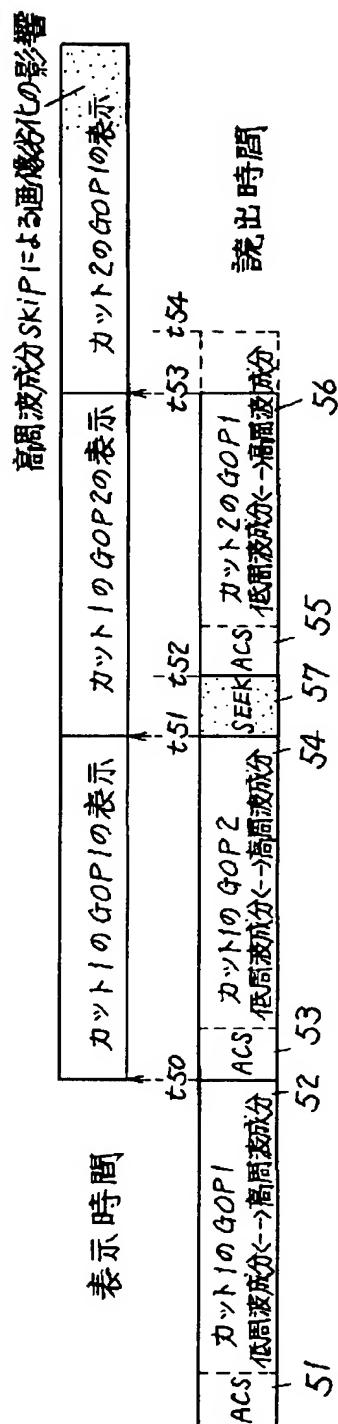 高周波成分SKiPによる画像劣化の影響
表示時間
カット1のGOP1の表示
カット1のGOP2の表示
カット2のGOP1の表示
t50
t51
t52
t53
t54
読出時間
ACS
カット1のGOP1
低周波成分<-->高周波成分
ACS
カット1のGOP2
低周波成分<-->高周波成分
SEEK
ACS
カット2のGOP1
低周波成分<-->高周波成分
51
52
53
54
57
55
56